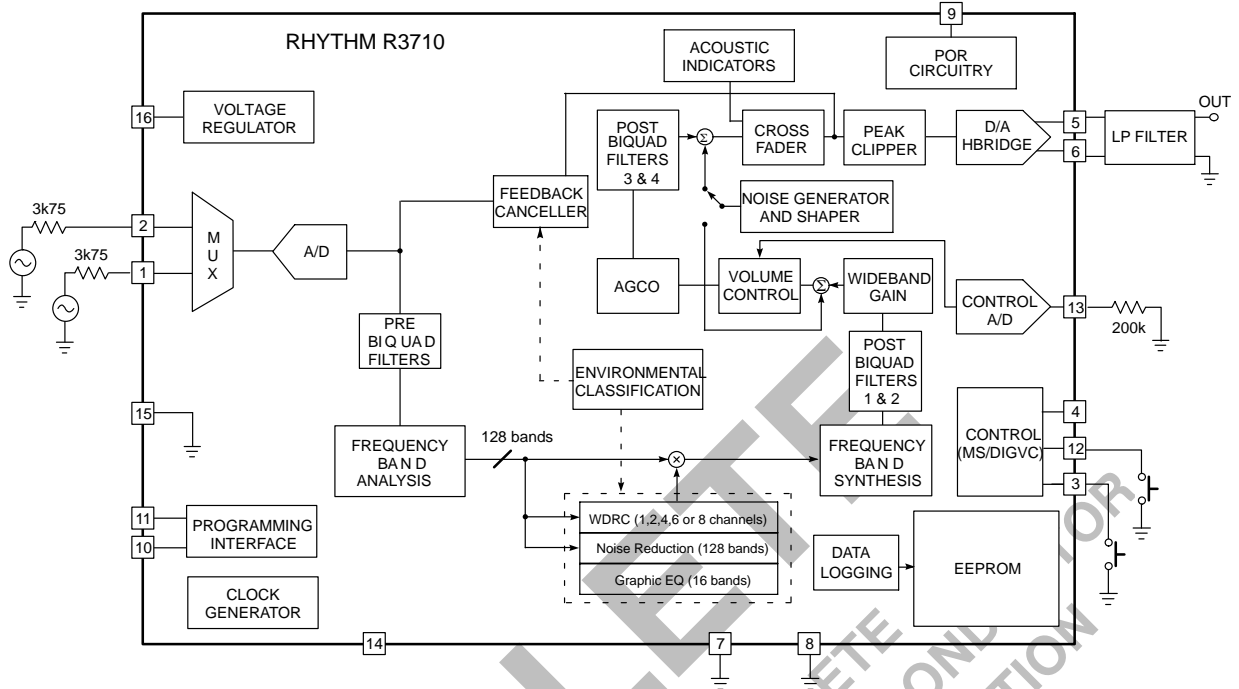 RHYTHM R3710
9
POR
CIRCUITRY
ACOUSTIC
INDICATORS
16
VOLTAGE
REGULATOR
POST
BIQUAD
FILTERS
3 & 4
Σ
CROSS
FADER
PEAK
CLIPPER
D/A
HBRIDGE
5
6
LP FILTER
OUT
FEEDBACK
CANCELLER
NOISE GENERATOR
AND SHAPER
3k75
2
3k75
1
M
U
X
A/D
AGCO
VOLUME
CONTROL
Σ
WIDEBAND
GAIN
CONTROL
A/D
13
200k
PRE
BIQUAD
FILTERS
ENVIRONMENTAL
CLASSIFICATION
POST
BIQUAD
FILTERS
1 & 2
15
4
12
3
CONTROL
(MS/DIGVC)
FREQUENCY
BAND
ANALYSIS
128 bands
×
FREQUENCY
BAND
SYNTHESIS
WDRC (1,2,4,6 or 8 channels)
Noise Reduction (128 bands)
Graphic EQ (16 bands)
11
10
PROGRAMMING
INTERFACE
DATA
LOGGING
EEPROM
CLOCK
GENERATOR
14
7
8